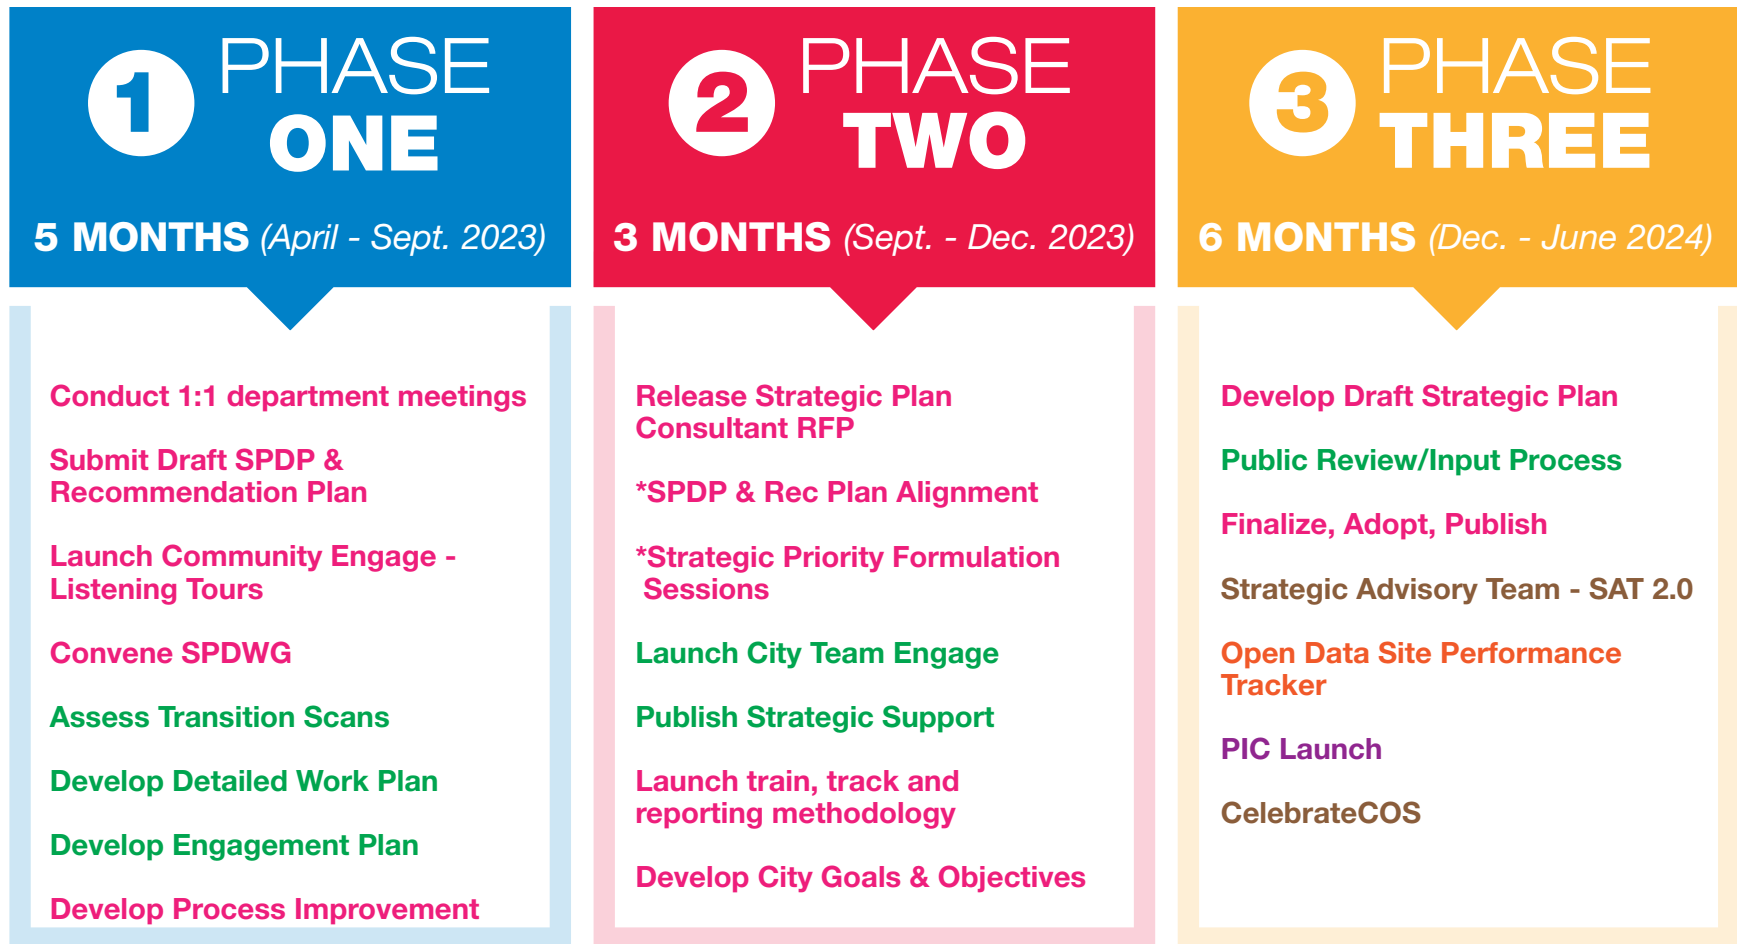 1 PHASE
ONE
5 MONTHS (April - Sept. 2023)
Conduct 1:1 department meetings
Submit Draft SPDP &
Recommendation Plan
Launch Community Engage -
Listening Tours
Convene SPDWG
Assess Transition Scans
Develop Detailed Work Plan
Develop Engagement Plan
Develop Process Improvement
2 PHASE
TWO
3 MONTHS (Sept. - Dec. 2023)
Release Strategic Plan
Consultant RFP
*SPDP & Rec Plan Alignment
*Strategic Priority Formulation
Sessions
Launch City Team Engage
Publish Strategic Support
Launch train, track and
reporting methodology
Develop City Goals & Objectives
3 PHASE
THREE
6 MONTHS (Dec. - June 2024)
Develop Draft Strategic Plan
Public Review/Input Process
Finalize, Adopt, Publish
Strategic Advisory Team - SAT 2.0
Open Data Site Performance
Tracker
PIC Launch
CelebrateCOS